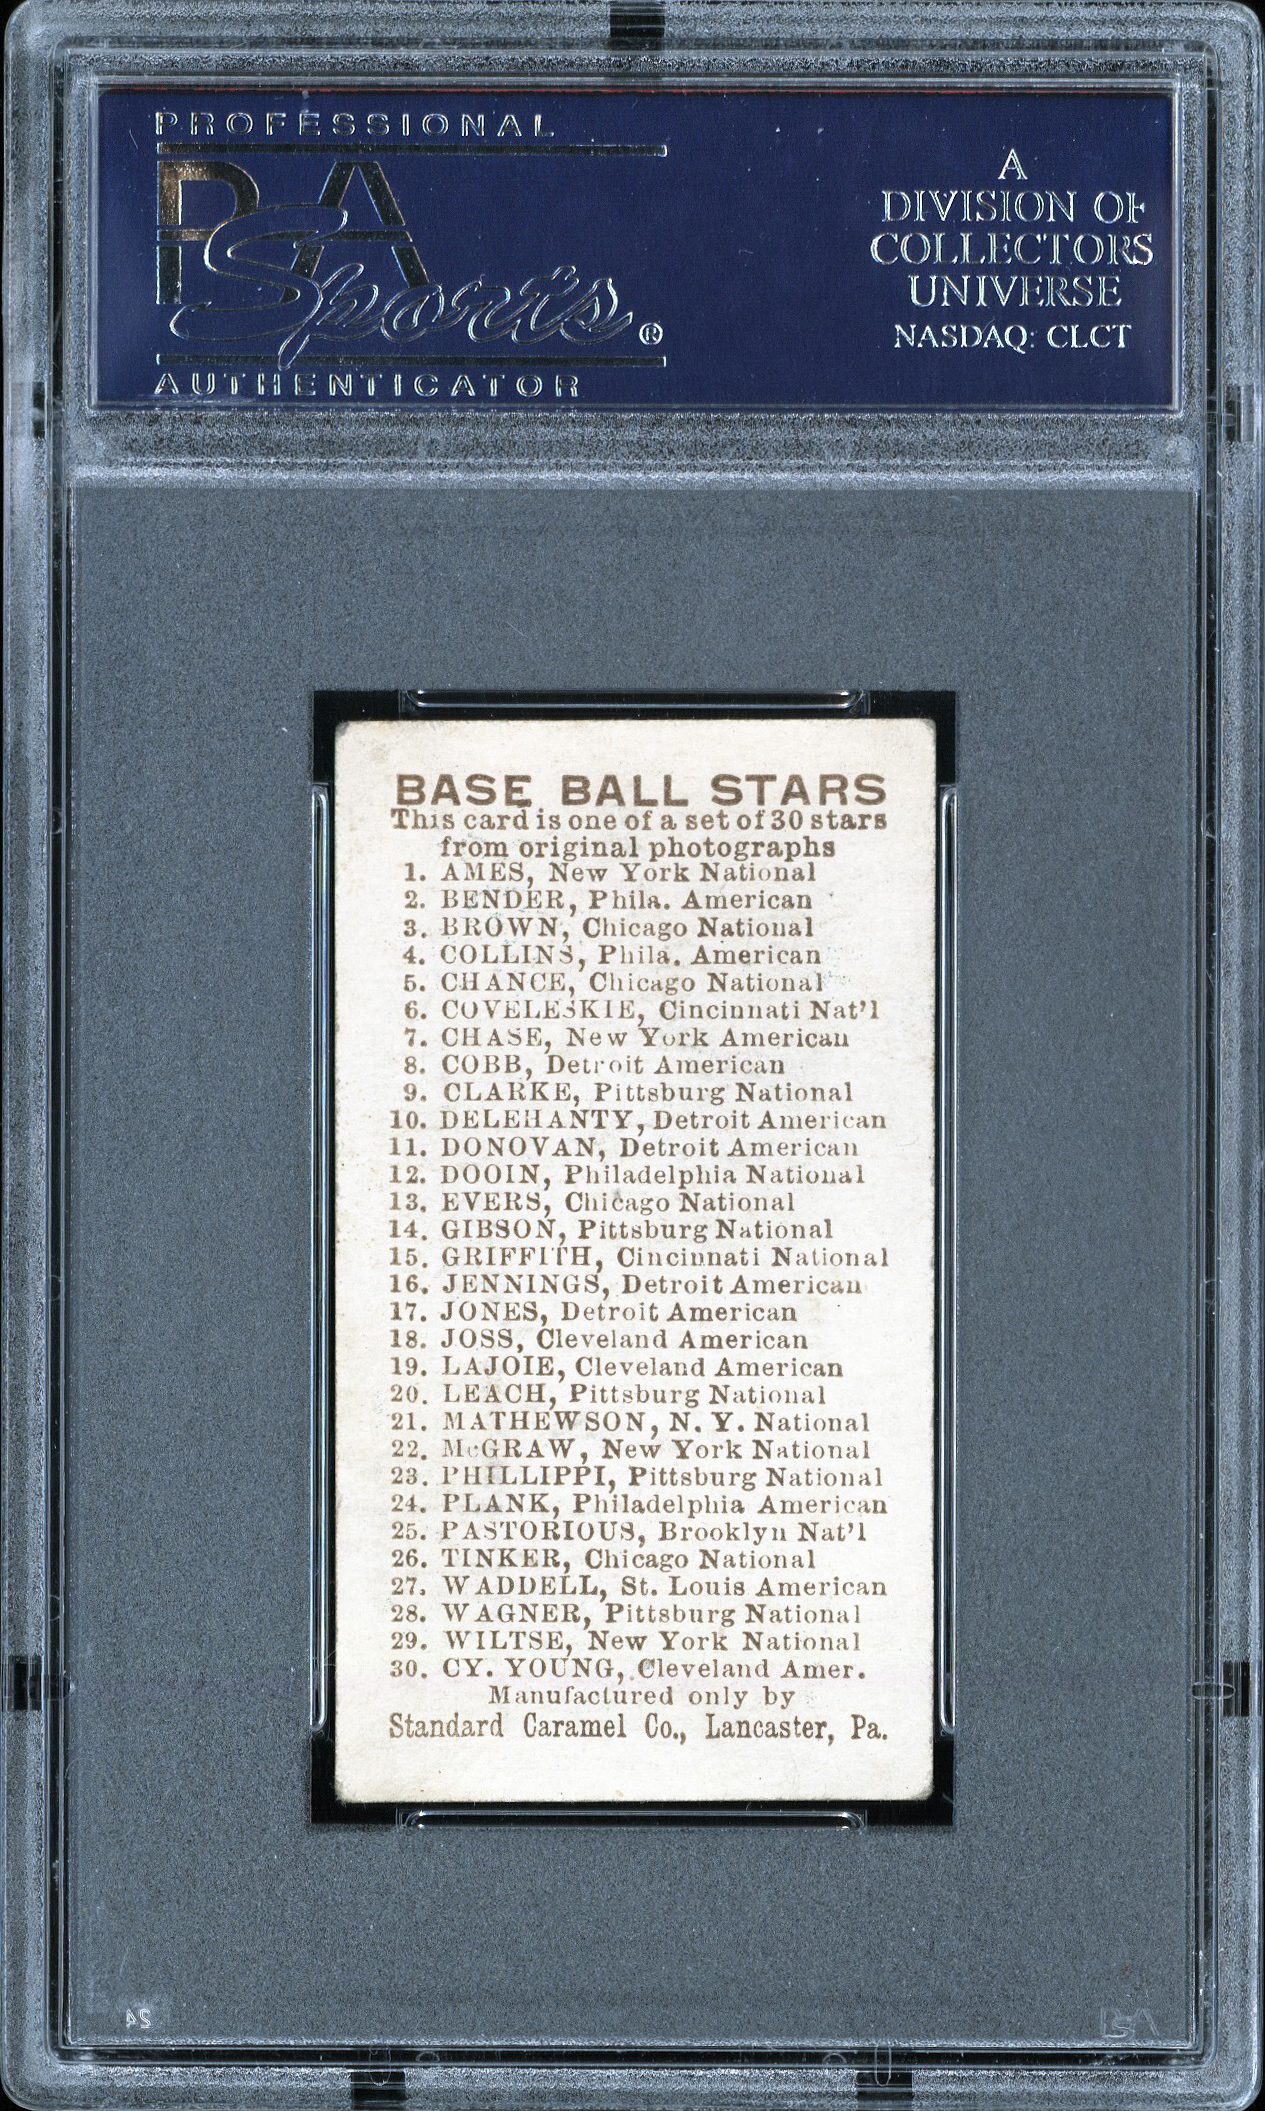 PROFESSIONAL
PSA
Sports®
AUTHENTICATOR
A
DIVISION OF
COLLECTORS
UNIVERSE
NASDAQ: CLCT
BASE BALL STARS
This card is one of a set of 30 stars
from original photographs
1. AMES, New York National
2. BENDER, Phila. American
3. BROWN, Chicago National
4. COLLINS, Phila. American
5. CHANCE, Chicago National
6. COVELESKIE, Cincinnati Nat'l
7. CHASE, New York American
8. COBB, Detroit American
9. CLARKE, Pittsburg National
10. DELEHANTY, Detroit American
11. DONOVAN, Detroit American
12. DOOIN, Philadelphia National
13. EVERS, Chicago National
14. GIBSON, Pittsburg National
15. GRIFFITH, Cincinnati National
16. JENNINGS, Detroit American
17. JONES, Detroit American
18. JOSS, Cleveland American
19. LAJOIE, Cleveland American
20. LEACH, Pittsburg National
21. MATHEWSON, N. Y. National
22. McGRAW, New York National
23. PHILLIPPI, Pittsburg National
24. PLANK, Philadelphia American
25. PASTORIOUS, Brooklyn Nat'l
26. TINKER, Chicago National
27. WADDELL, St. Louis American
28. WAGNER, Pittsburg National
29. WILTSE, New York National
30. CY. YOUNG, Cleveland Amer.
Manufactured only by
Standard Caramel Co., Lancaster, Pa.
24
PSA